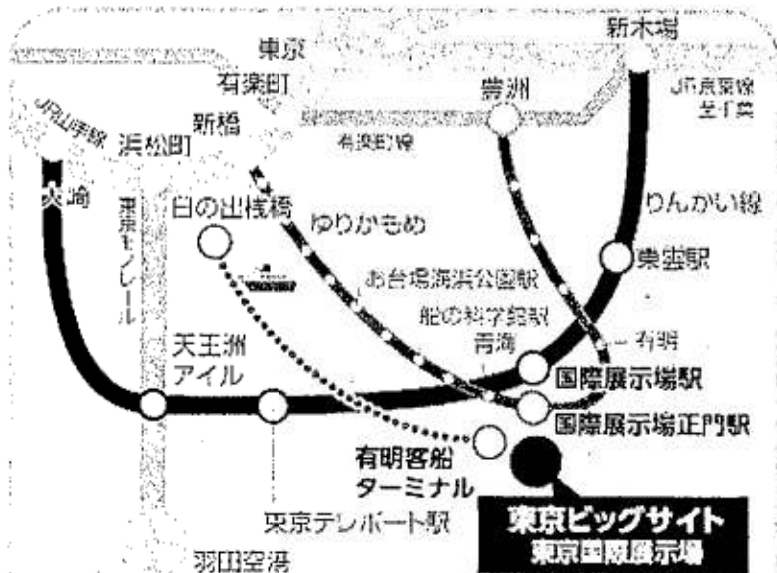 新木場
東京
有楽町
豊洲
JR京葉線
至千葉
JR山手線
新橋
浜松町
有楽町線
大崎
東京モノレール
日の出桟橋
ゆりかもめ
りんかい線
東雲駅
お台場海浜公園駅
船の科学館駅
青海
有明
天王洲
アイル
国際展示場駅
国際展示場正門駅
有明客船
ターミナル
東京テレポート駅
東京ビッグサイト
東京国際展示場
羽田空港